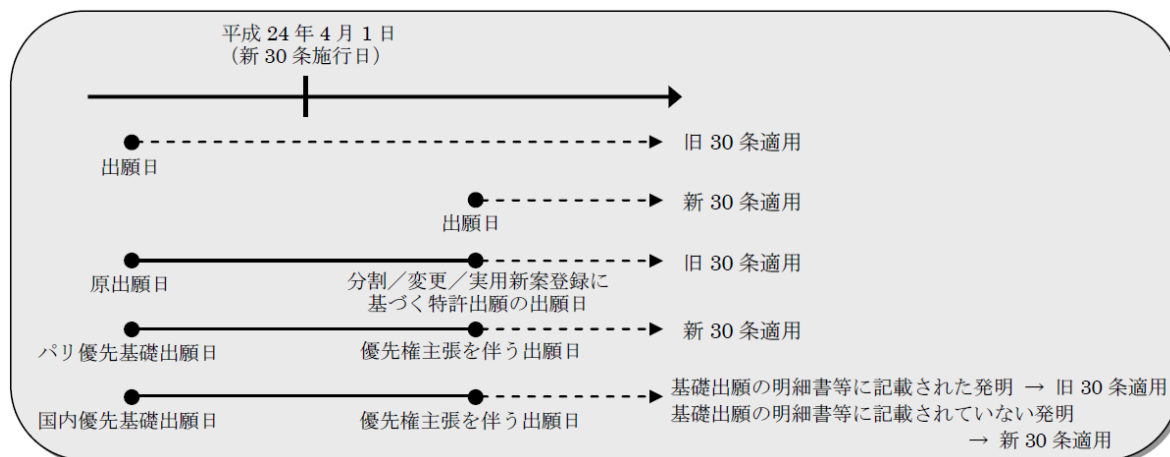 平成 24 年 4 月 1 日
（新 30 条施行日）
旧 30 条適用
出願日
新 30 条適用
出願日
旧 30 条適用
原出願日
分割／変更／実用新案登録に
基づく特許出願の出願日
新 30 条適用
パリ優先基礎出願日
優先権主張を伴う出願日
基礎出願の明細書等に記載された発明 → 旧 30 条適用
基礎出願の明細書等に記載されていない発明
→ 新 30 条適用
国内優先基礎出願日
優先権主張を伴う出願日